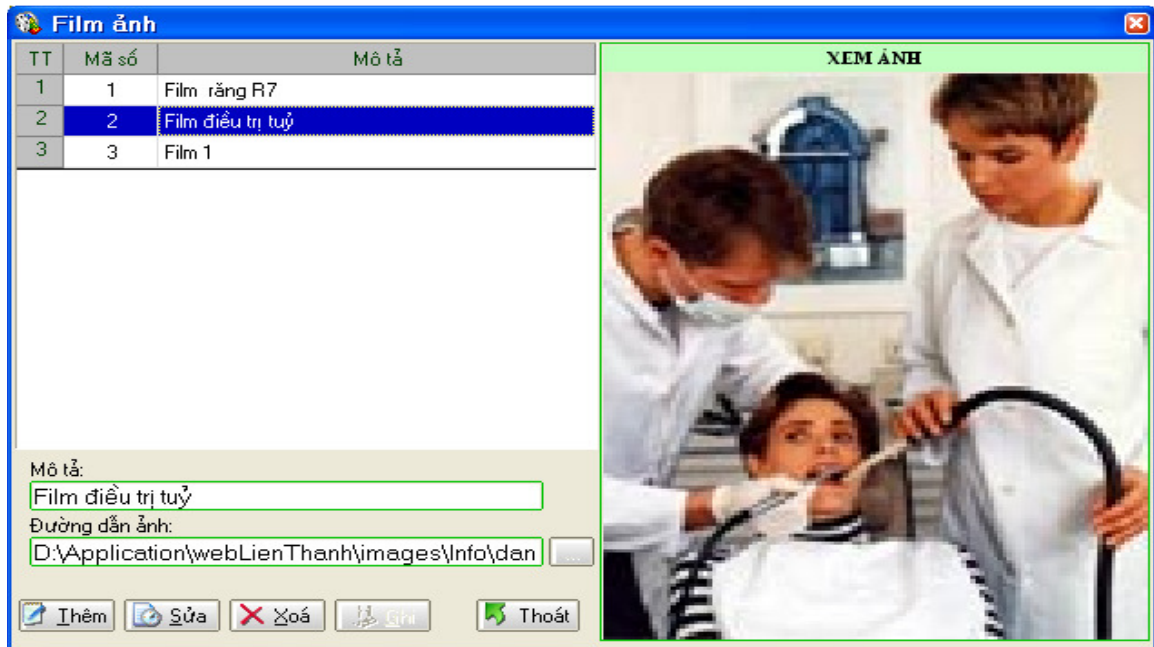 Film ảnh
TT Mã số Mô tả
1 1 Film răng R7
2 2 Film điều trị tuỷ
3 3 Film 1
XEM ẢNH
Mô tả:
Film điều trị tuỷ
Đường dẫn ảnh:
D:\Application\webLienThanh\images\Info\dan ...
Thêm Sửa Xoá Ghi Thoát